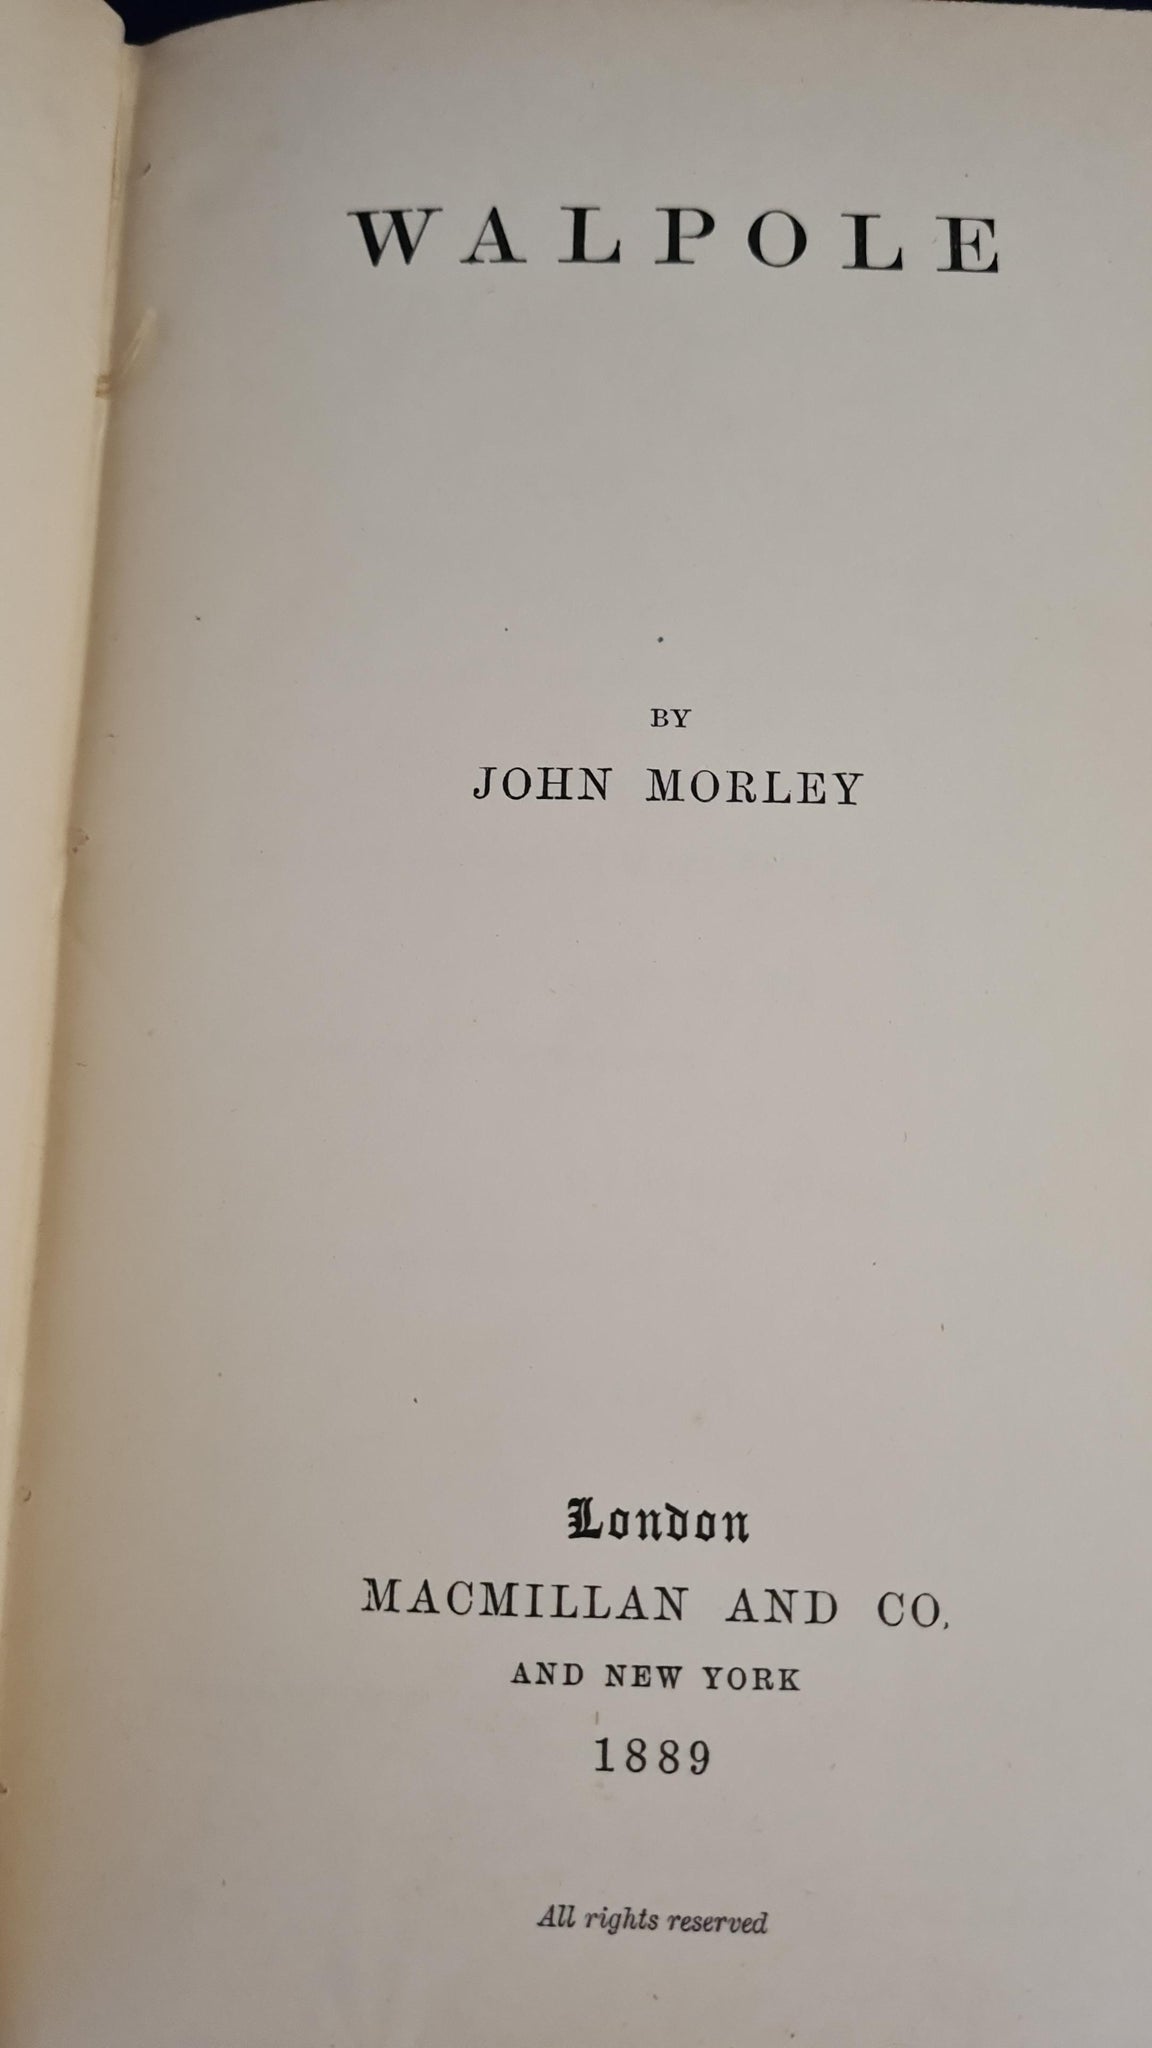 WALPOLE
BY
JOHN MORLEY
London
MACMILLAN AND CO.
AND NEW YORK
1889
All rights reserved